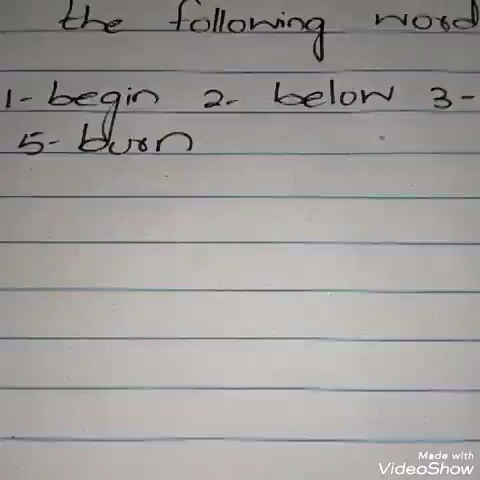 the following word
1- begin 2- below 3-
5- burn
Made with
VideoShow